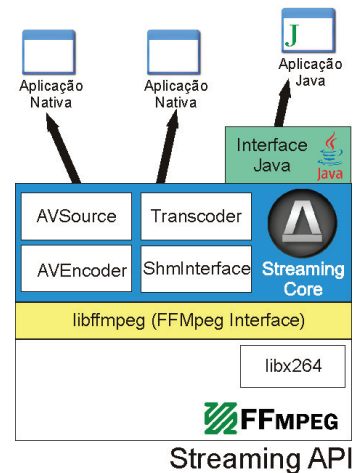 J
Aplicação
Nativa
Aplicação
Nativa
Aplicação
Java
Interface
Java
Java
AVSource
Transcoder
AVEncoder
ShmInterface
Streaming
Core
libffmpeg (FFMpeg Interface)
libx264
FFMPEG
Streaming API